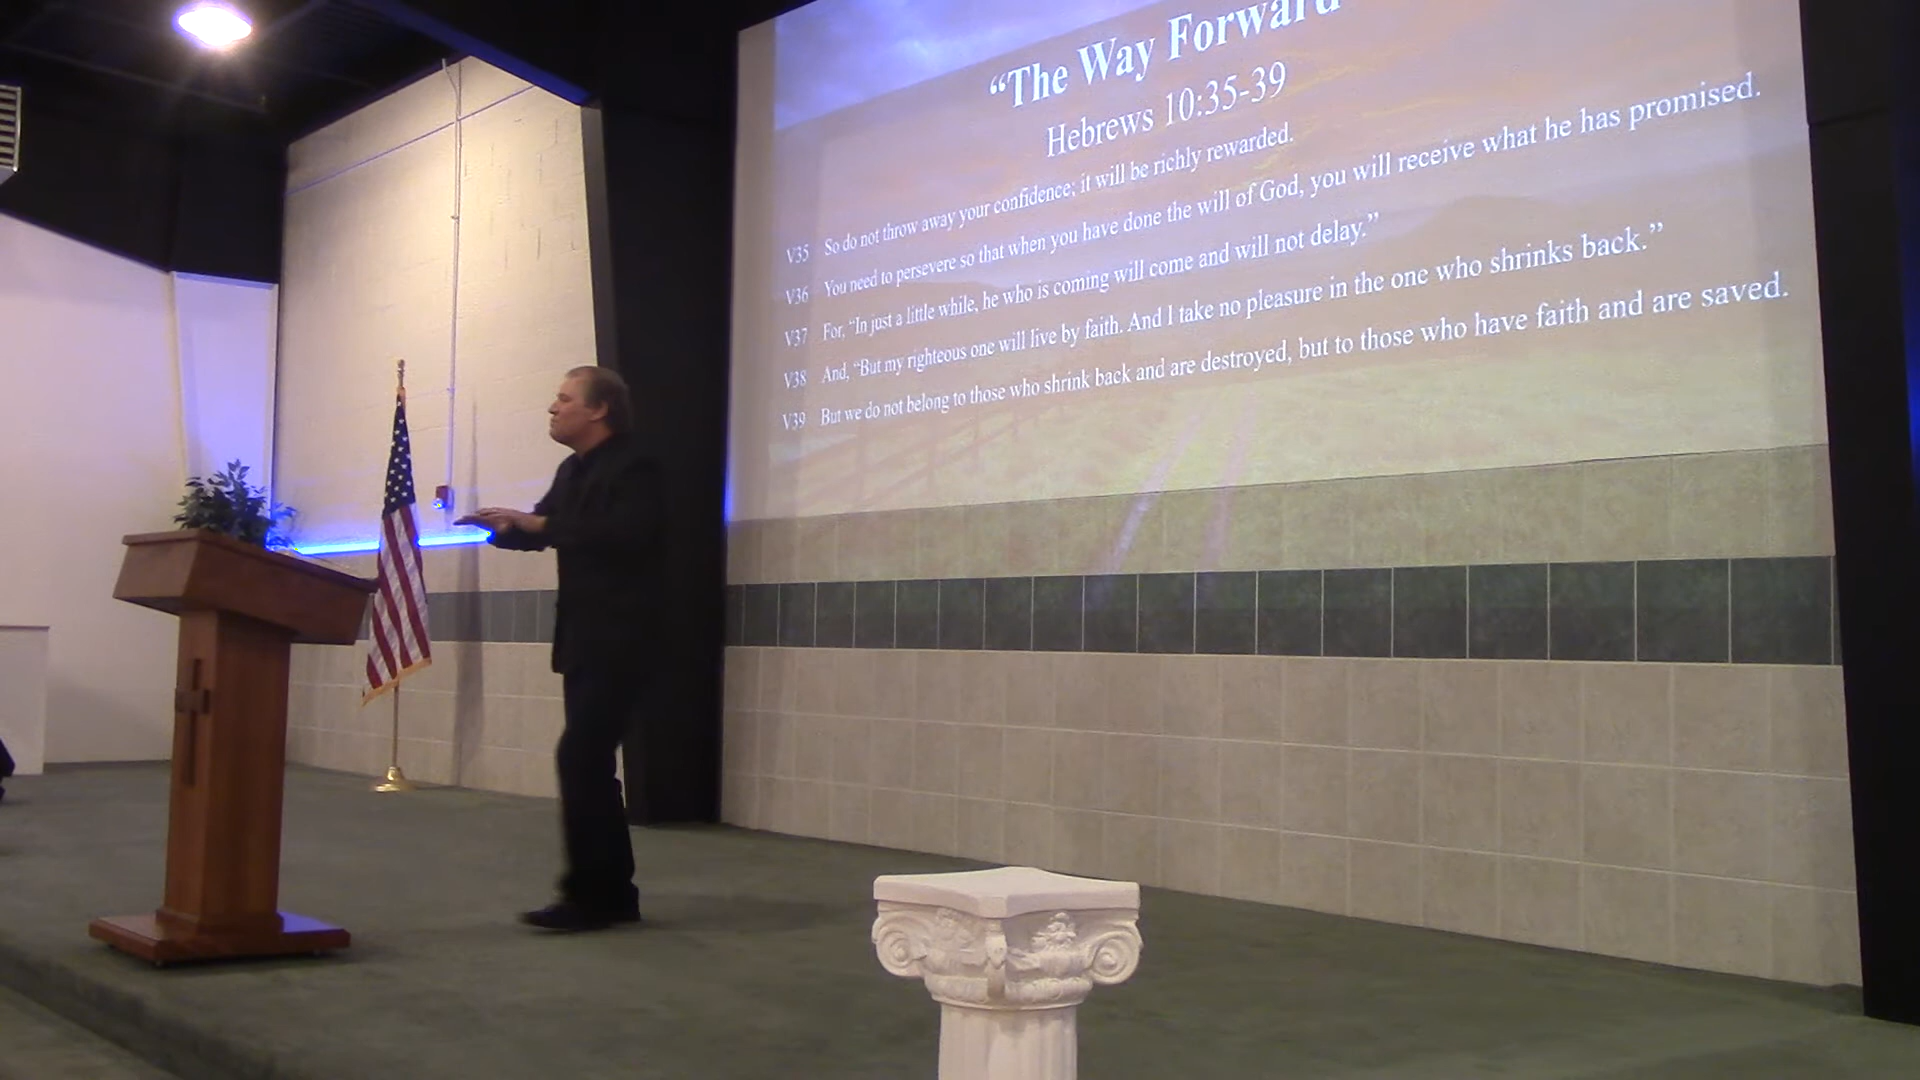 “The Way Forward
Hebrews 10:35-39
V35 So do not throw away your confidence; it will be richly rewarded.
V36 You need to persevere so that when you have done the will of God, you will receive what he has promised.
V37 For, “In just a little while, he who is coming will come and will not delay.”
V38 And, “But my righteous one will live by faith. And I take no pleasure in the one who shrinks back.”
V39 But we do not belong to those who shrink back and are destroyed, but to those who have faith and are saved.